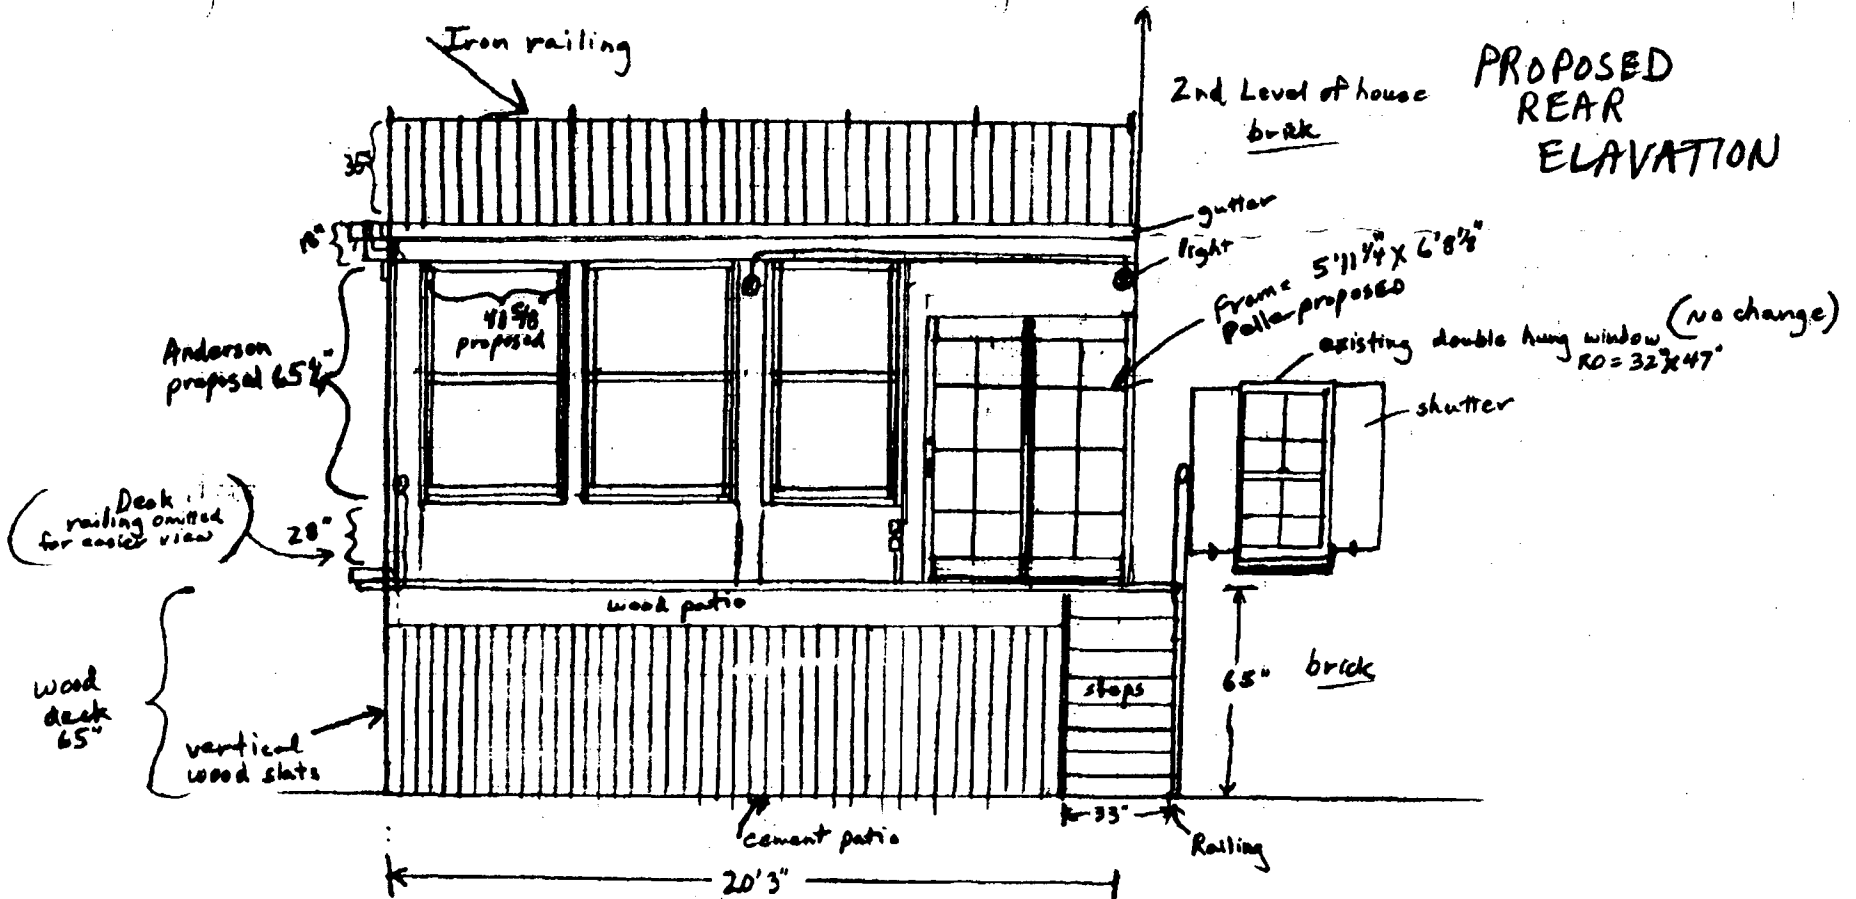 Iron railing
PROPOSED
REAR
ELAVATION
2nd Level of house
brick
35"
gutter
light
18"
Frame 5'11 1/4" X 6'8 1/8"
Pella proposed
41 5/8"
proposed
Anderson
proposal 65 1/4"
existing double hung window (no change)
RO = 32" X 47"
shutter
(Deck
railing omitted
for easier view)
28"
wood patio
wood
deck
65"
steps
65"
brick
vertical
wood slats
33"
cement patio
Railing
20'3"